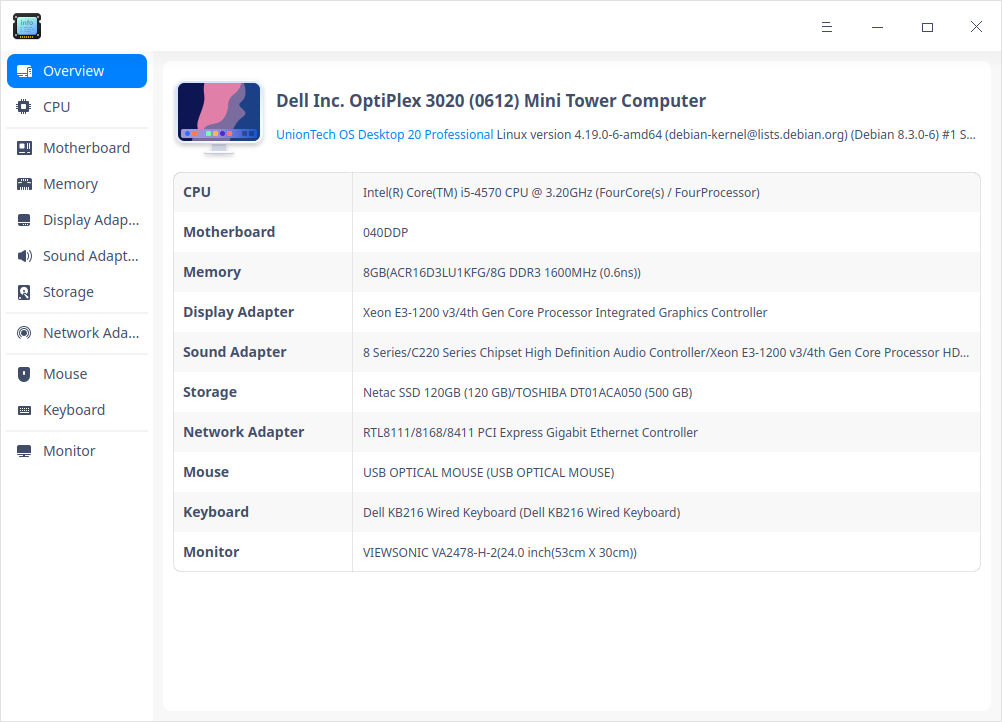 info
Overview
CPU
Motherboard
Memory
Display Adap...
Sound Adapt...
Storage
Network Ada...
Mouse
Keyboard
Monitor
Dell Inc. OptiPlex 3020 (0612) Mini Tower Computer
UnionTech OS Desktop 20 Professional Linux version 4.19.0-6-amd64 (debian-kernel@lists.debian.org) (Debian 8.3.0-6) #1 S...
CPU Intel(R) Core(TM) i5-4570 CPU @ 3.20GHz (FourCore(s) / FourProcessor)
Motherboard 040DDP
Memory 8GB(ACR16D3LU1KFG/8G DDR3 1600MHz (0.6ns))
Display Adapter Xeon E3-1200 v3/4th Gen Core Processor Integrated Graphics Controller
Sound Adapter 8 Series/C220 Series Chipset High Definition Audio Controller/Xeon E3-1200 v3/4th Gen Core Processor HD...
Storage Netac SSD 120GB (120 GB)/TOSHIBA DT01ACA050 (500 GB)
Network Adapter RTL8111/8168/8411 PCI Express Gigabit Ethernet Controller
Mouse USB OPTICAL MOUSE (USB OPTICAL MOUSE)
Keyboard Dell KB216 Wired Keyboard (Dell KB216 Wired Keyboard)
Monitor VIEWSONIC VA2478-H-2(24.0 inch(53cm X 30cm))